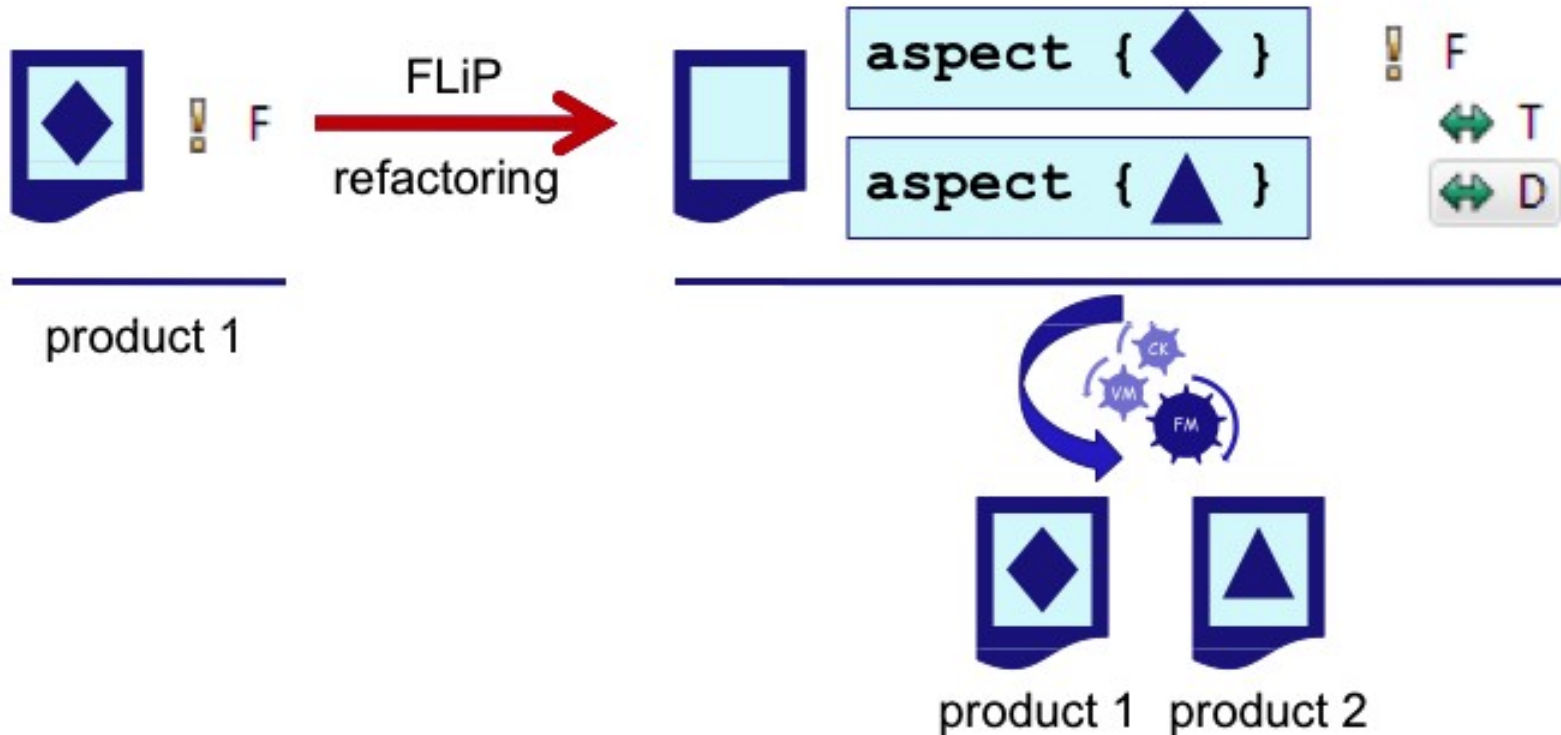 F
FLiP
refactoring
aspect { }
aspect { }
F
T
D
product 1
CK
VM
FM
product 1
product 2